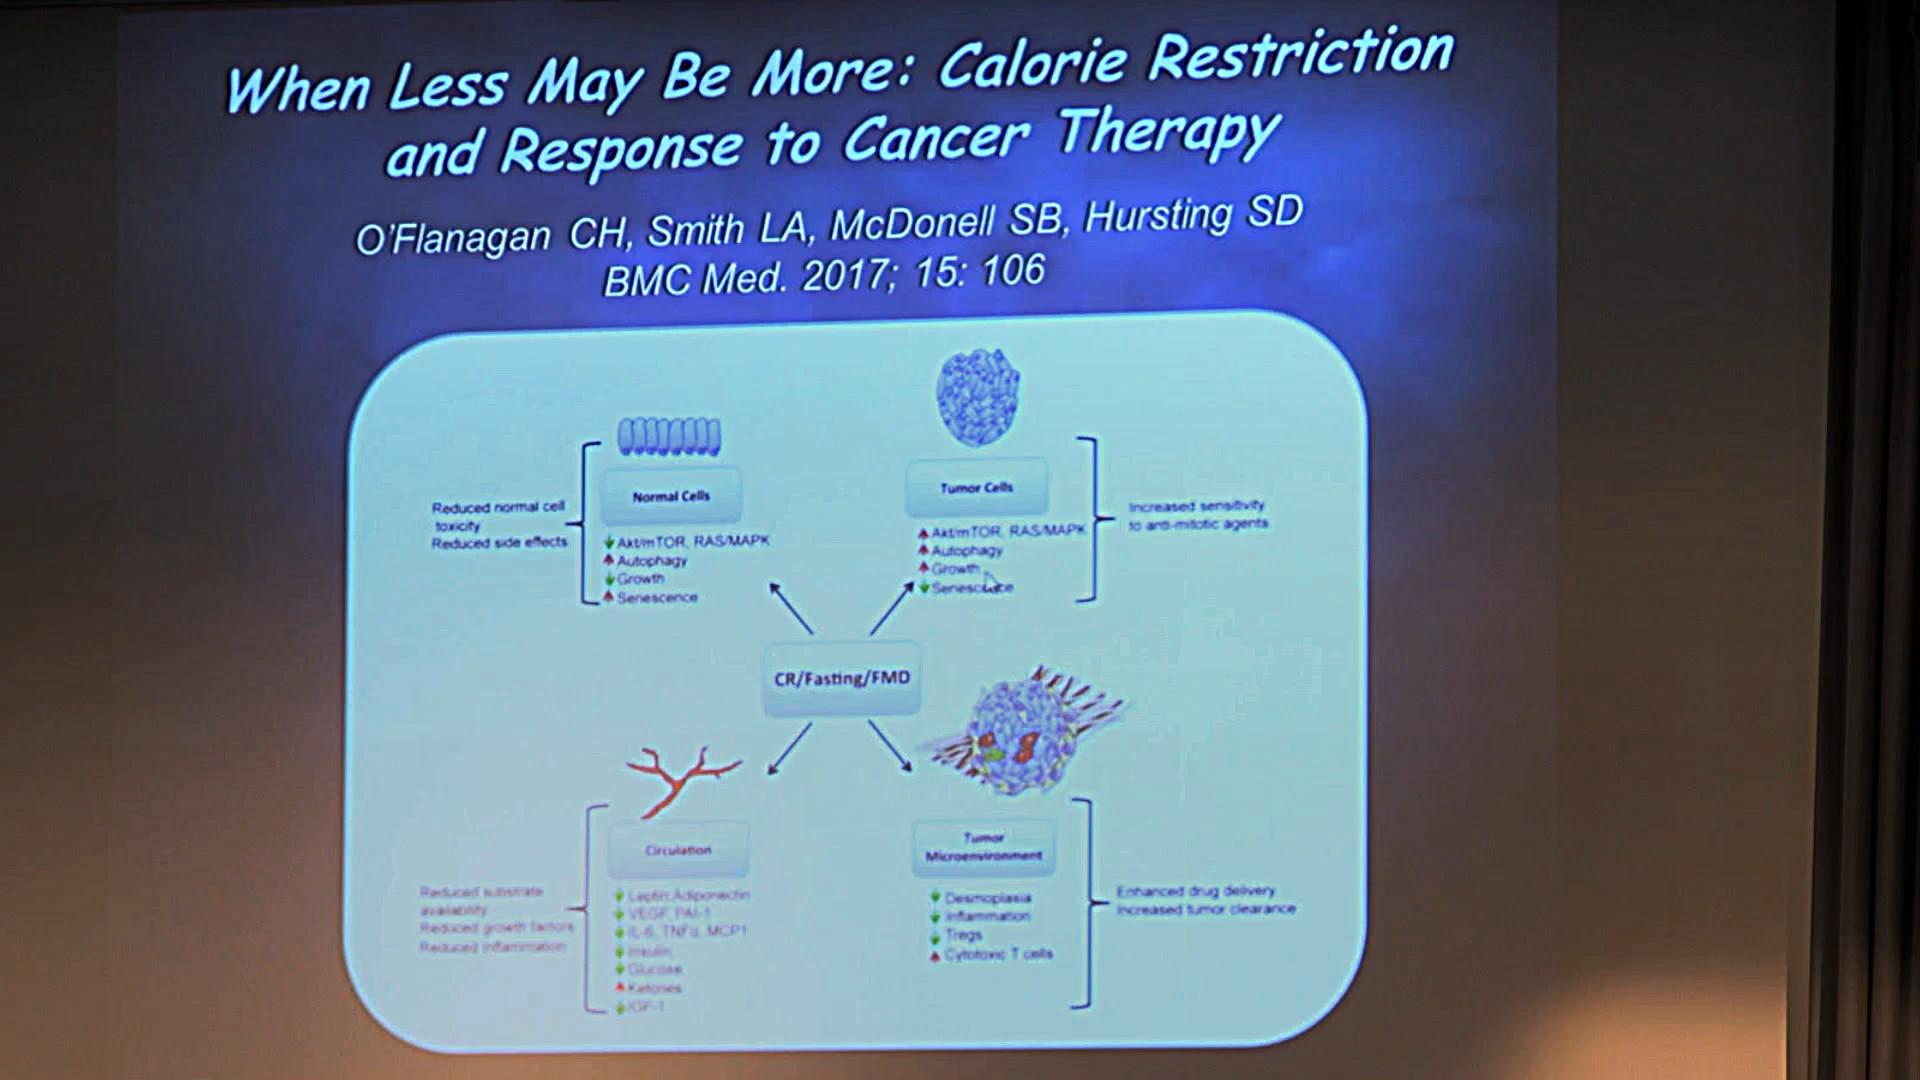 When Less May Be More: Calorie Restriction
and Response to Cancer Therapy
O'Flanagan CH, Smith LA, McDonell SB, Hursting SD
BMC Med. 2017; 15: 106
Reduced normal cell
toxicity
Reduced side effects
Normal Cells
Akt/mTOR, RAS/MAPK
Autophagy
Growth
Senescence
Tumor Cells
Akt/mTOR, RAS/MAPK
Autophagy
Growth
Senescence
Increased sensitivity
to anti-mitotic agents
CR/Fasting/FMD
Reduced substrate
availability
Reduced growth factors
Reduced inflammation
Circulation
Leptin:Adiponectin
VEGF, PAI-1
IL-6, TNFα, MCP1
Insulin
Glucose
Ketones
IGF-1
Tumor
Microenvironment
Desmoplasia
Inflammation
Tregs
Cytotoxic T cells
Enhanced drug delivery
Increased tumor clearance